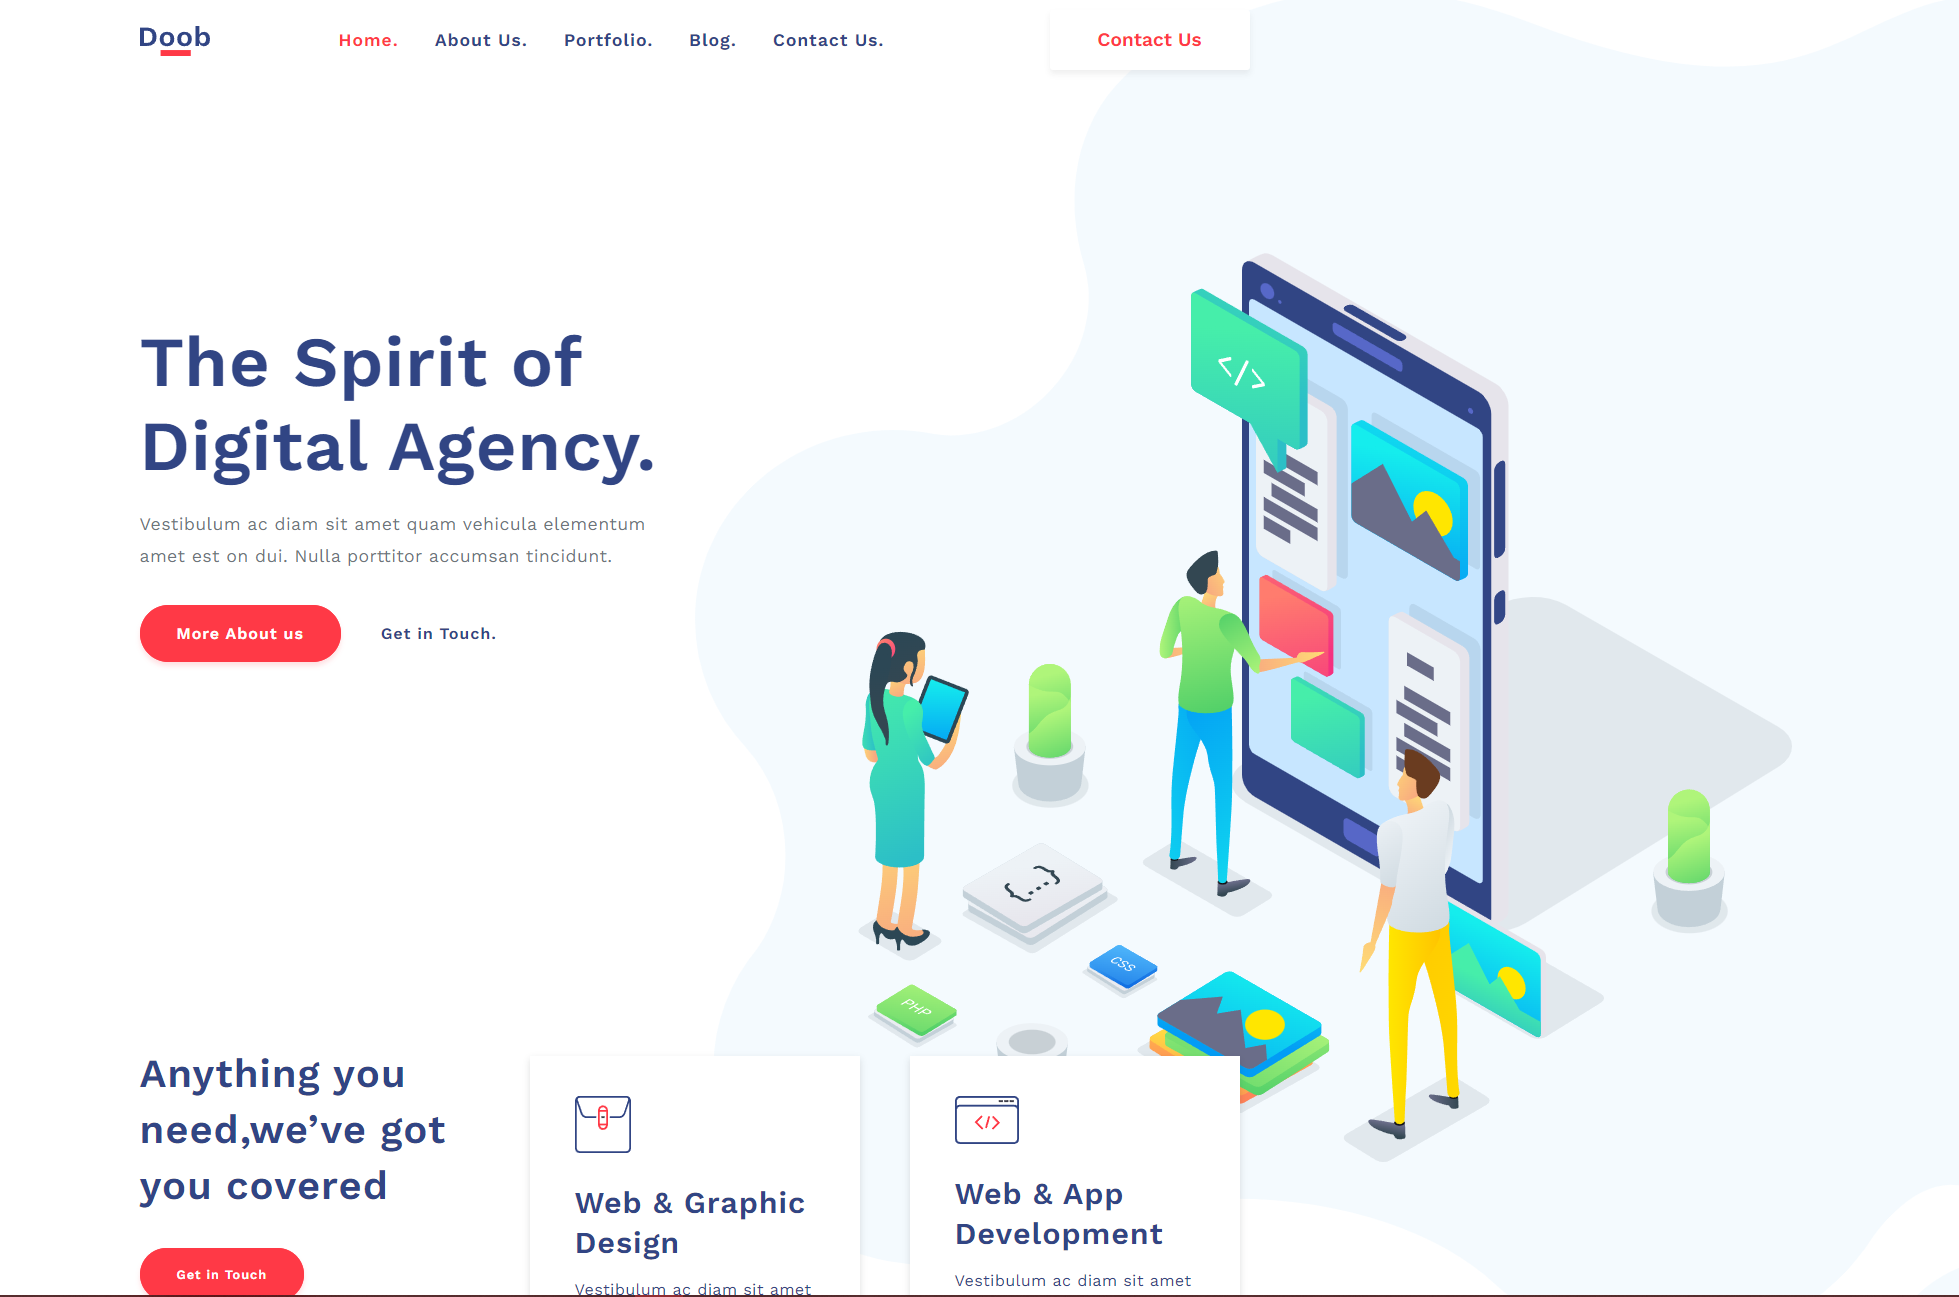 Doob
Home.
About Us.
Portfolio.
Blog.
Contact Us.
Contact Us
The Spirit of
Digital Agency.
Vestibulum ac diam sit amet quam vehicula elementum
amet est on dui. Nulla porttitor accumsan tincidunt.
More About us
Get in Touch.
</>
{...}
CSS
PHP
Anything you
need,we’ve got
you covered
Get in Touch
Web & Graphic
Design
Vestibulum ac diam sit amet
</>
Web & App
Development
Vestibulum ac diam sit amet